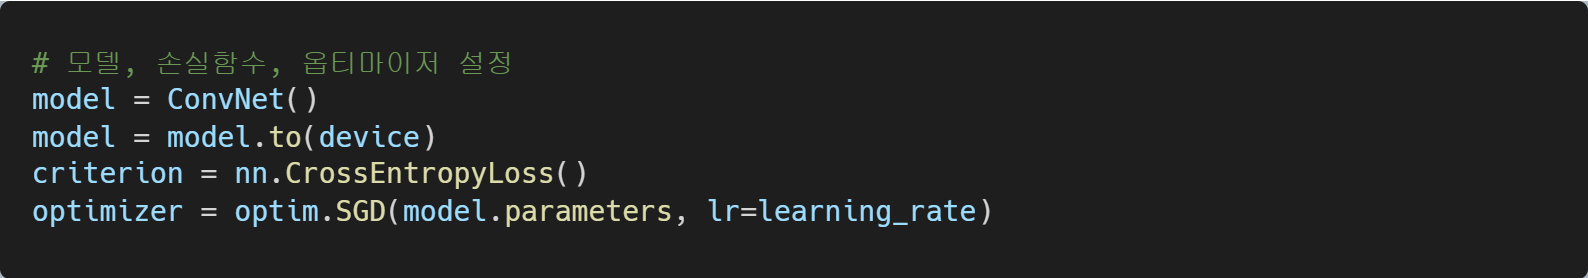 # 모델, 손실함수, 옵티마이저 설정
model = ConvNet()
model = model.to(device)
criterion = nn.CrossEntropyLoss()
optimizer = optim.SGD(model.parameters, lr=learning_rate)